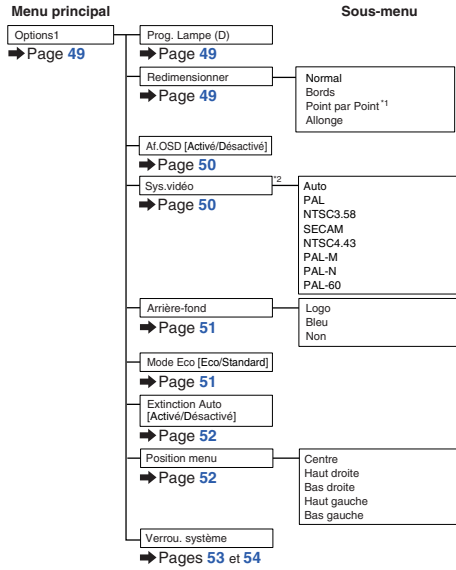 Menu principal
Sous-menu
Options1
➡Page 49
Prog. Lampe (D)
➡Page 49
Redimensionner
➡Page 49
Normal
Bords
Point par Point*1
Allonge
Af.OSD [Activé/Désactivé]
➡Page 50
Sys.vidéo
*2
➡Page 50
Auto
PAL
NTSC3.58
SECAM
NTSC4.43
PAL-M
PAL-N
PAL-60
Arrière-fond
➡Page 51
Logo
Bleu
Non
Mode Eco [Eco/Standard]
➡Page 51
Extinction Auto
[Activé/Désactivé]
➡Page 52
Position menu
➡Page 52
Centre
Haut droite
Bas droite
Haut gauche
Bas gauche
Verrou. système
➡Pages 53 et 54